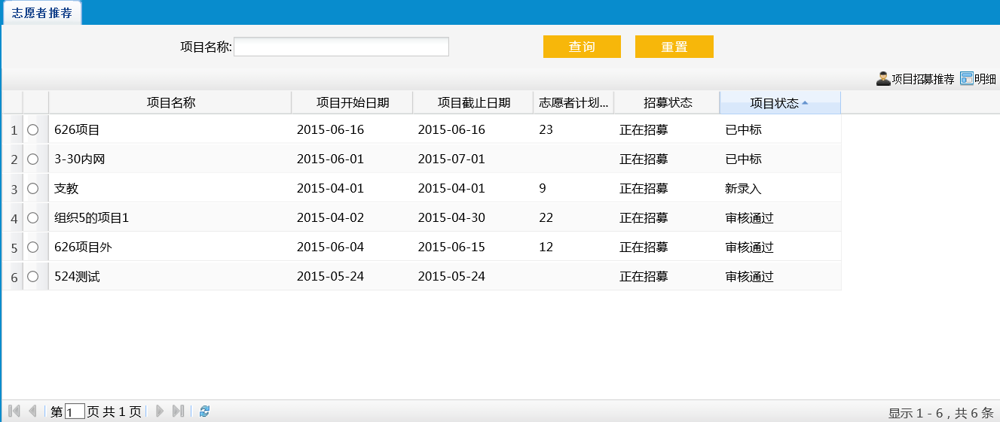 志愿者推荐
项目名称: 查询 重置
项目招募推荐 明细
项目名称 项目开始日期 项目截止日期 志愿者计划... 招募状态 项目状态
1 626项目 2015-06-16 2015-06-16 23 正在招募 已中标
2 3-30内网 2015-06-01 2015-07-01 正在招募 已中标
3 支教 2015-04-01 2015-04-01 9 正在招募 新录入
4 组织5的项目1 2015-04-02 2015-04-30 22 正在招募 审核通过
5 626项目外 2015-06-04 2015-06-15 12 正在招募 审核通过
6 524测试 2015-05-24 2015-05-24 正在招募 审核通过
第 1 页 共 1 页 显示 1 - 6，共 6 条